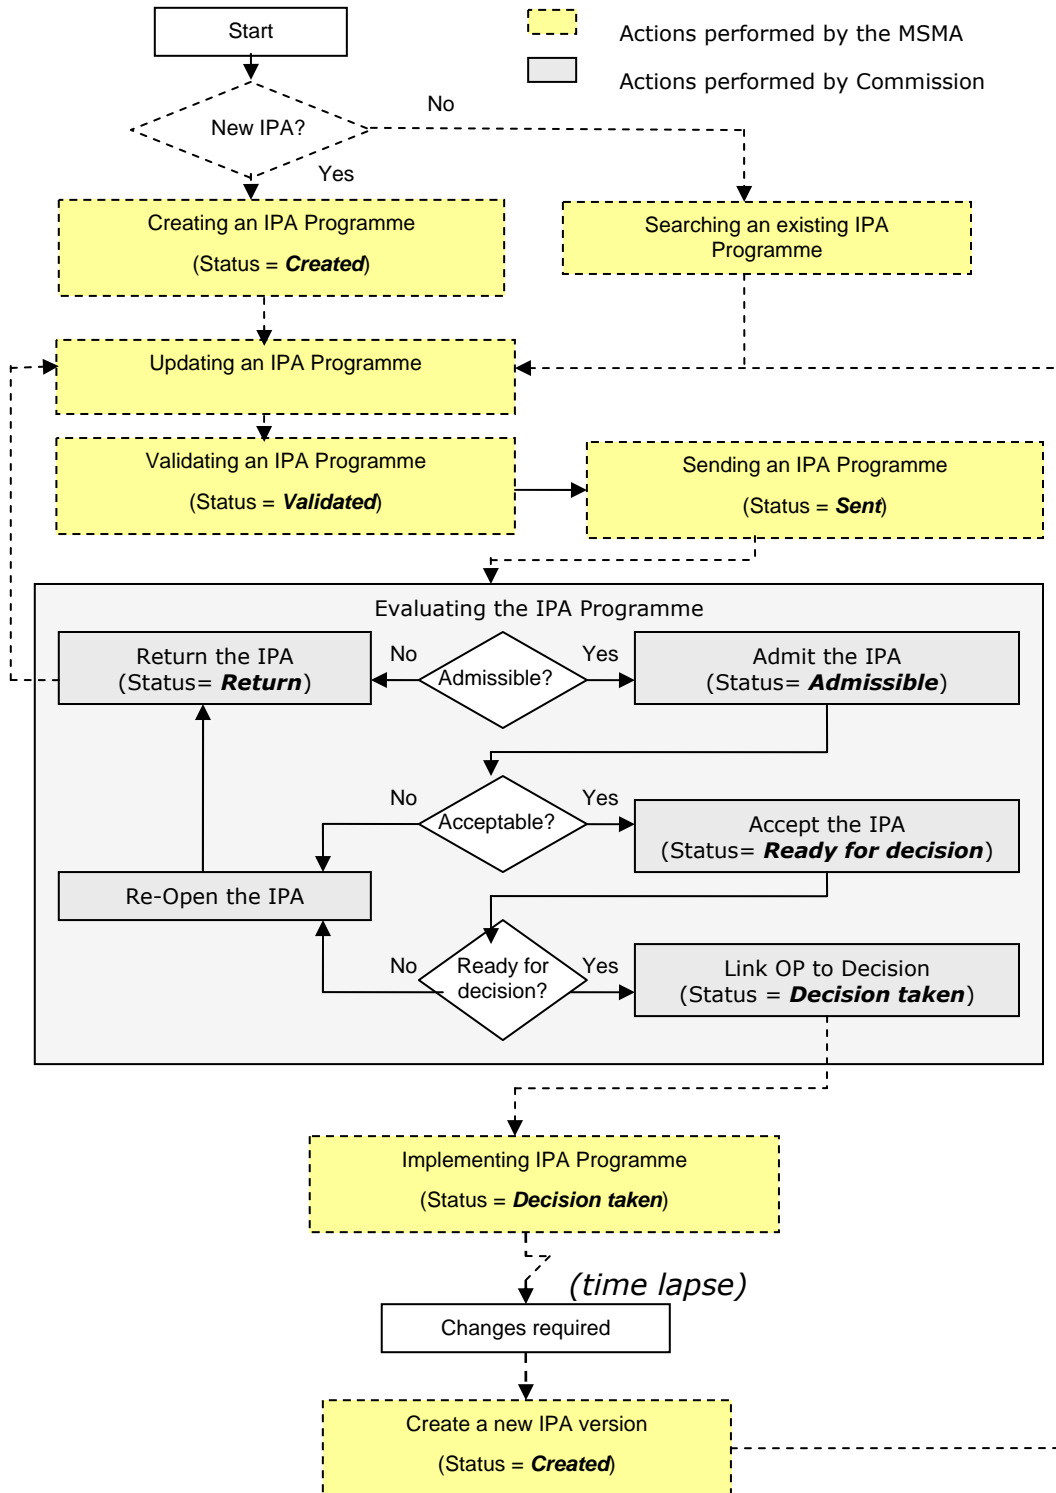 Start
Actions performed by the MSMA
Actions performed by Commission
No
New IPA?
Yes
Creating an IPA Programme
(Status = Created)
Searching an existing IPA
Programme
Updating an IPA Programme
Validating an IPA Programme
(Status = Validated)
Sending an IPA Programme
(Status = Sent)
Evaluating the IPA Programme
Return the IPA
(Status= Return)
No
Admissible?
Yes
Admit the IPA
(Status= Admissible)
No
Acceptable?
Yes
Accept the IPA
(Status= Ready for decision)
Re-Open the IPA
No
Ready for
decision?
Yes
Link OP to Decision
(Status = Decision taken)
Implementing IPA Programme
(Status = Decision taken)
(time lapse)
Changes required
Create a new IPA version
(Status = Created)